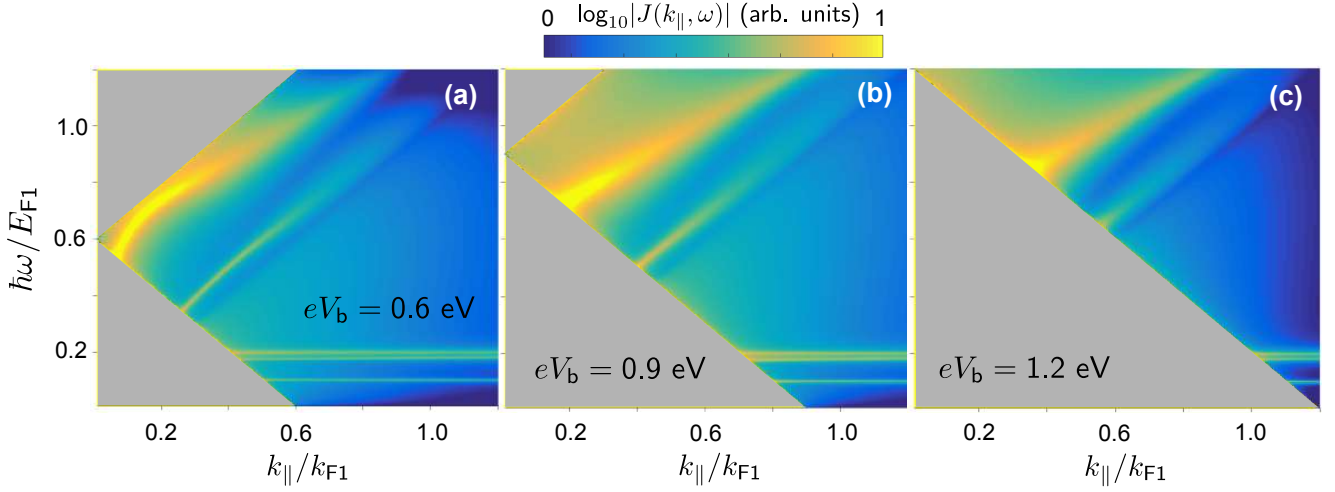 0 log₁₀|J(k∥, ω)| (arb. units) 1
(a)
(b)
(c)
1.0
0.6
0.2
ħω/E_F1
eV_b = 0.6 eV
eV_b = 0.9 eV
eV_b = 1.2 eV
0.2 0.6 1.0
0.2 0.6 1.0
0.2 0.6 1.0
k∥/k_F1
k∥/k_F1
k∥/k_F1